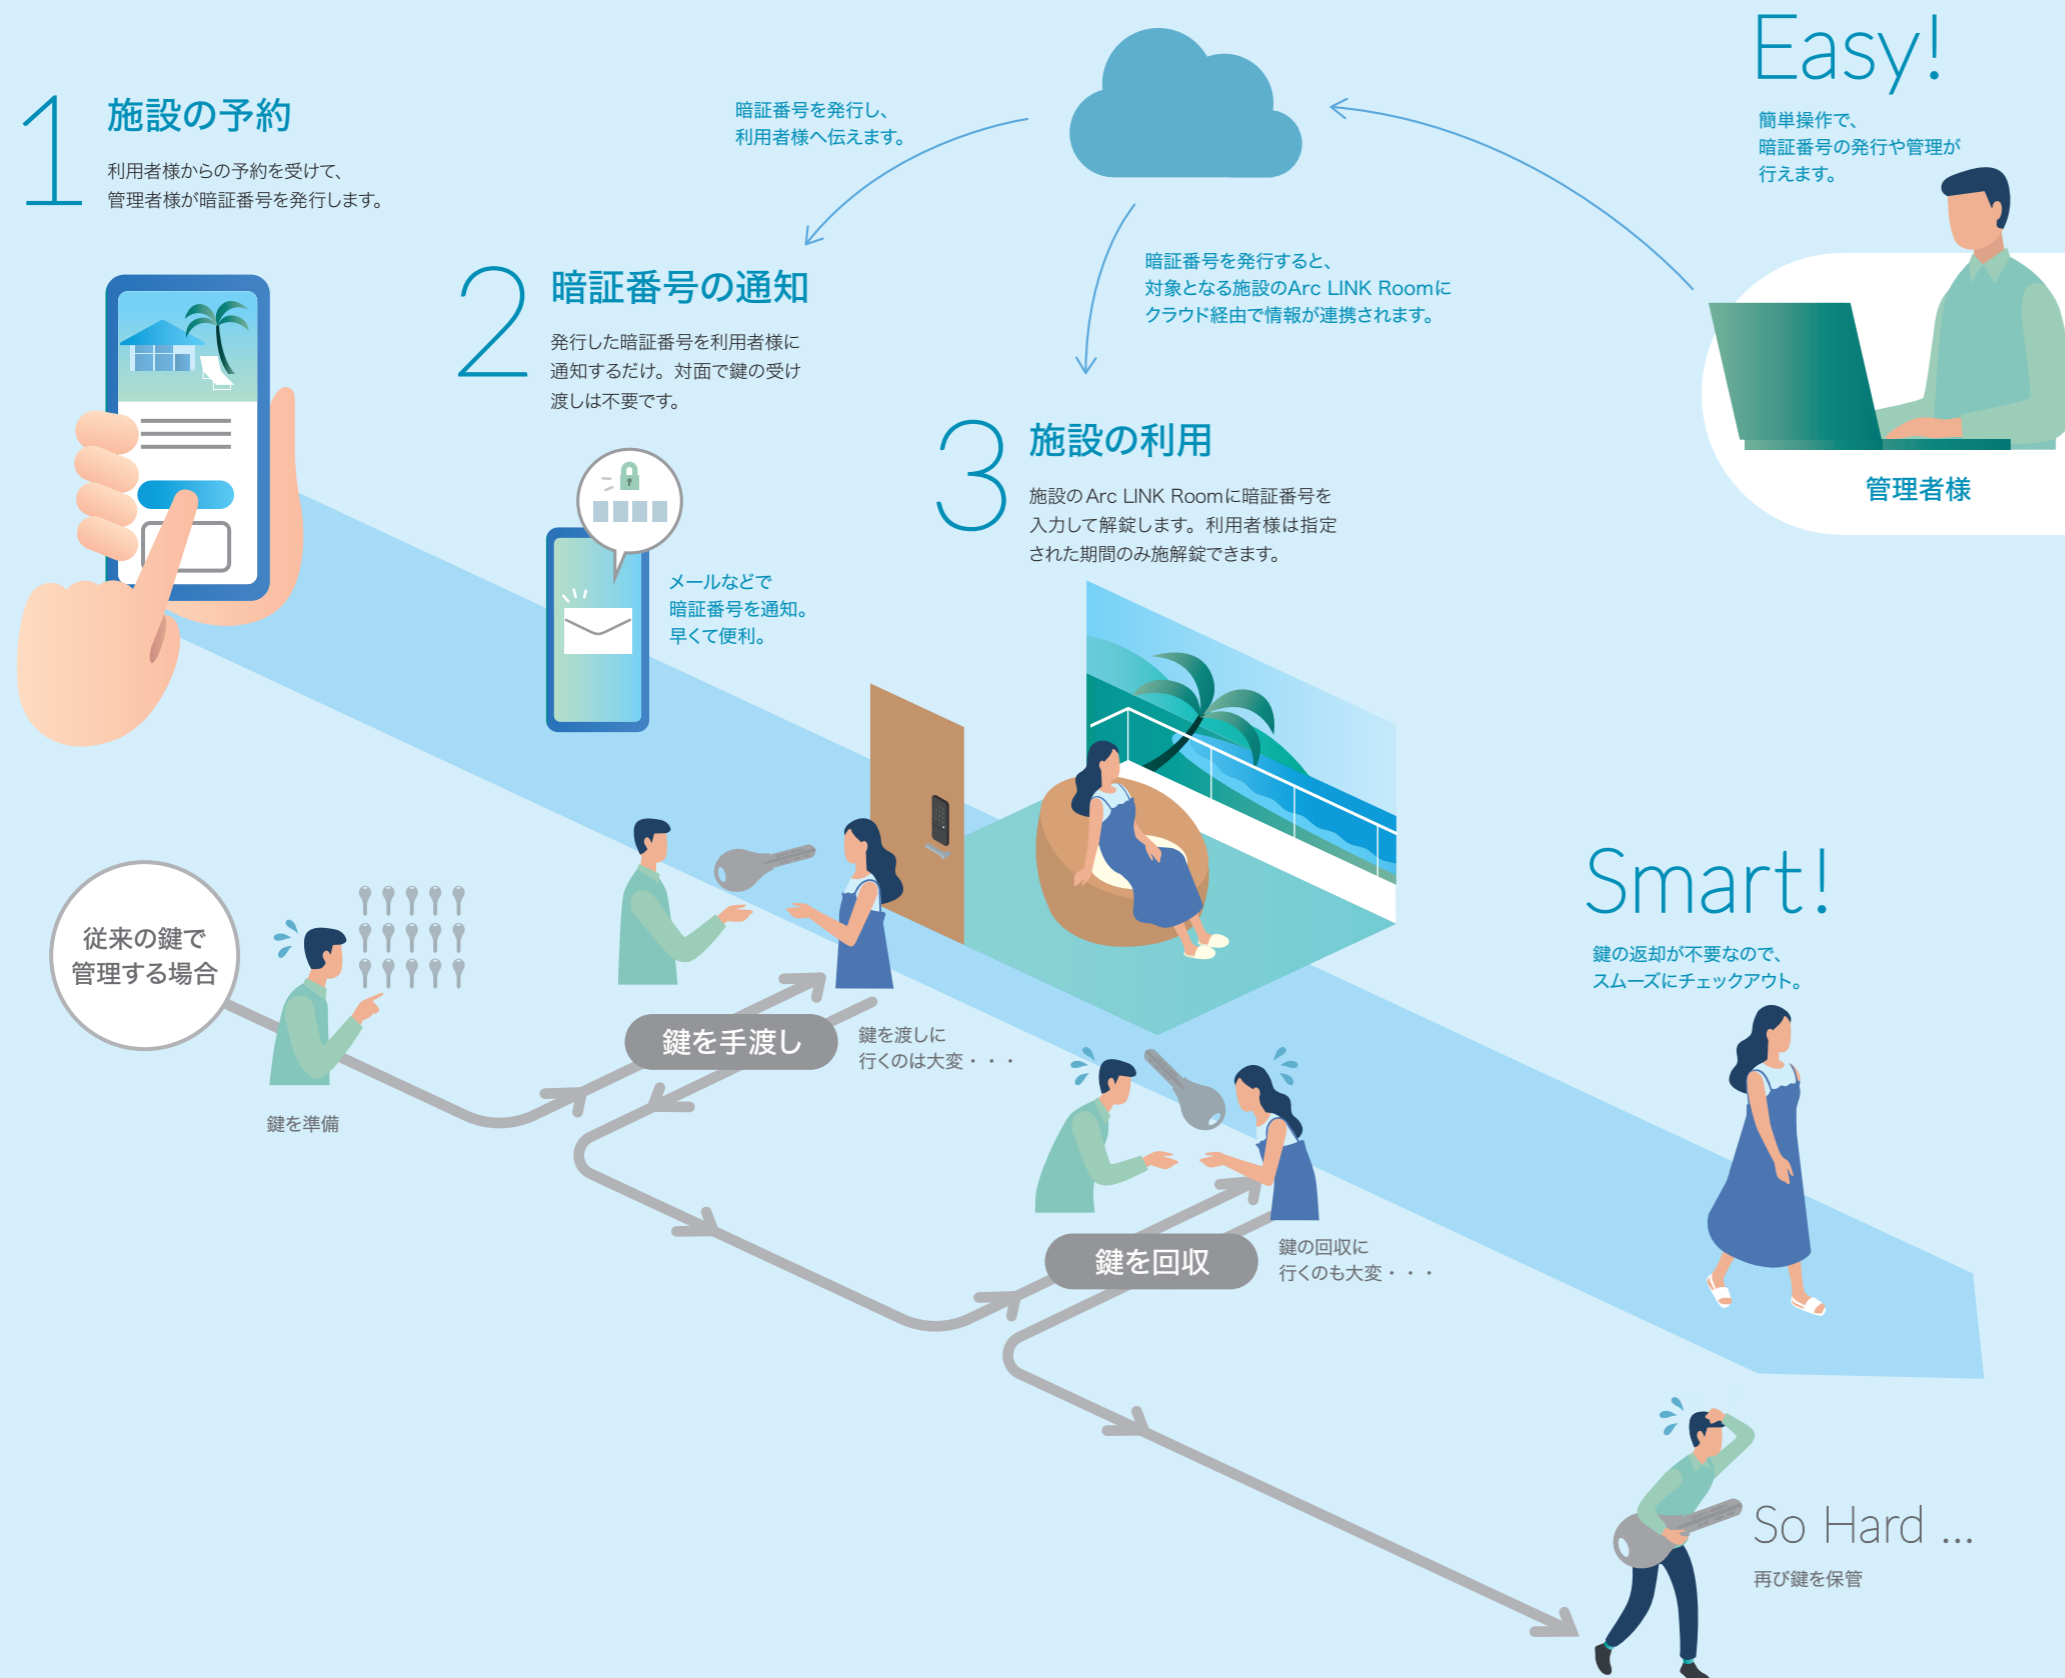 1
施設の予約
利用者様からの予約を受けて、
管理者様が暗証番号を発行します。
暗証番号を発行し、
利用者様へ伝えます。
Easy!
簡単操作で、
暗証番号の発行や管理が
行えます。
管理者様
2
暗証番号の通知
発行した暗証番号を利用者様に
通知するだけ。対面で鍵の受け
渡しは不要です。
メールなどで
暗証番号を通知。
早くて便利。
暗証番号を発行すると、
対象となる施設のArc LINK Roomに
クラウド経由で情報が連携されます。
3
施設の利用
施設のArc LINK Roomに暗証番号を
入力して解錠します。利用者様は指定
された期間のみ施解錠できます。
Smart!
鍵の返却が不要なので、
スムーズにチェックアウト。
従来の鍵で
管理する場合
鍵を準備
鍵を手渡し
鍵を渡しに
行くのは大変・・・
鍵を回収
鍵の回収に
行くのも大変・・・
So Hard ...
再び鍵を保管